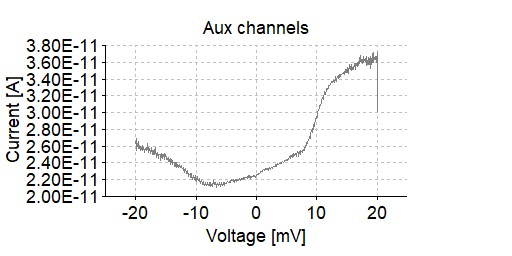 Aux channels
3.80E-11
3.60E-11
3.40E-11
3.20E-11
3.00E-11
2.80E-11
2.60E-11
2.40E-11
2.20E-11
2.00E-11
Current [A]
-20 -10 0 10 20
Voltage [mV]